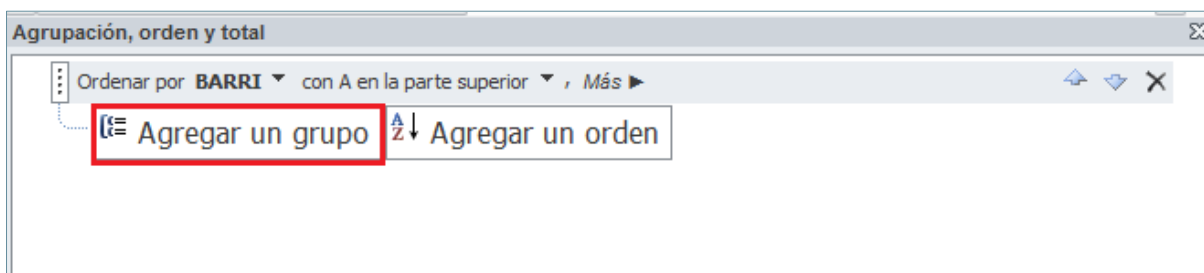 Agrupación, orden y total
Ordenar por BARRI ▼ con A en la parte superior ▼ , Más ►
Agregar un grupo A Z Agregar un orden